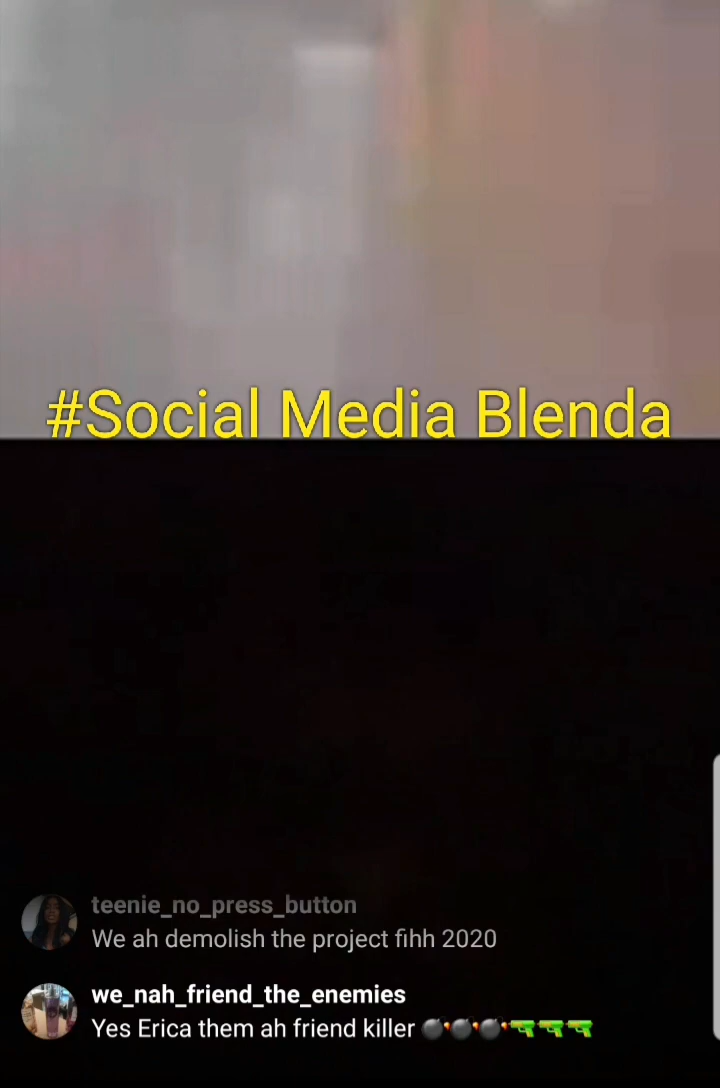 #Social Media Blenda
teenie_no_press_button
We ah demolish the project fihh 2020
we_nah_friend_the_enemies
Yes Erica them ah friend killer 💣💣💣🔫🔫🔫